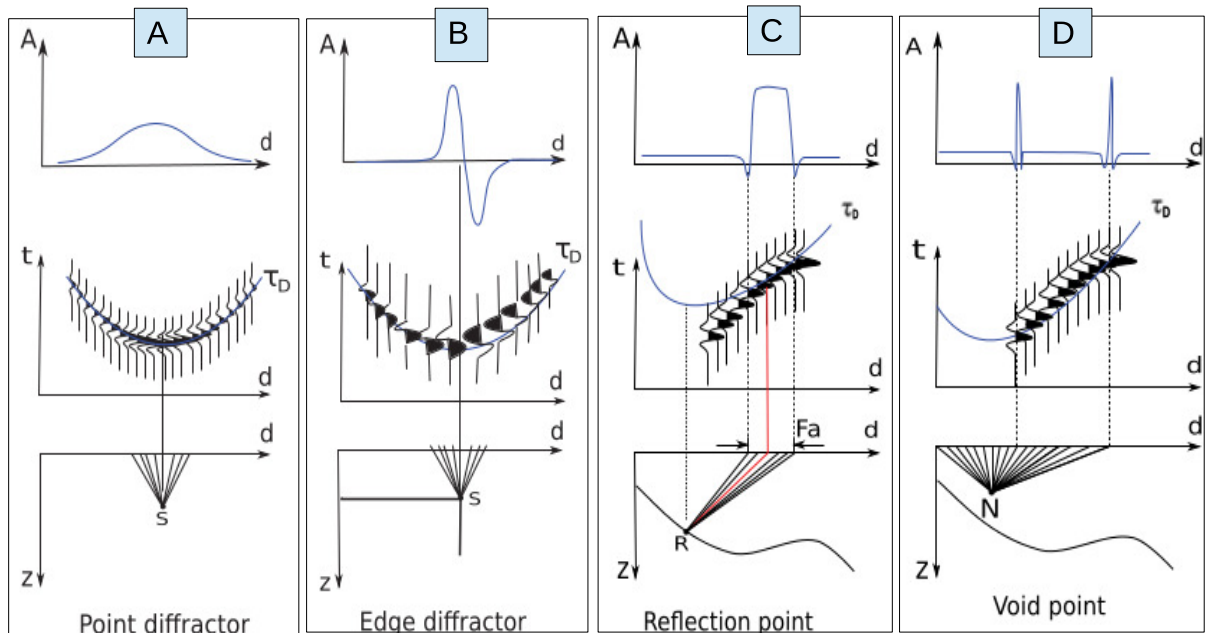 A
B
C
D
A
d
A
d
A
d
A
d
t
τD
d
t
τD
d
t
τD
d
t
τD
d
d
S
z
d
S
z
Fa
d
R
z
d
N
z
Point diffractor
Edge diffractor
Reflection point
Void point